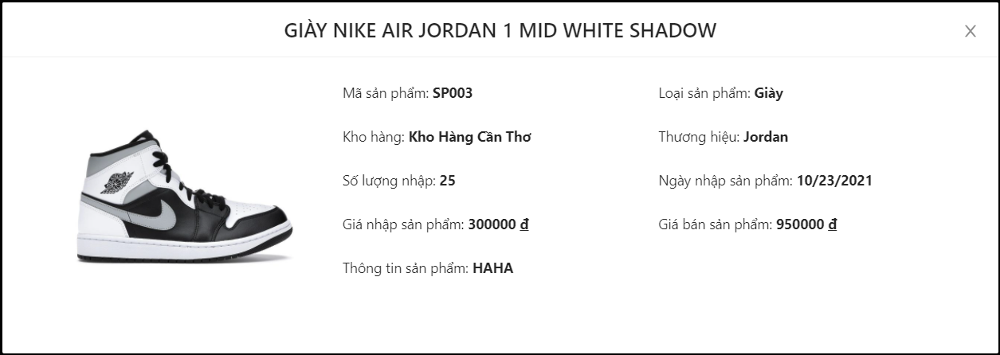 GIÀY NIKE AIR JORDAN 1 MID WHITE SHADOW
Mã sản phẩm: SP003
Loại sản phẩm: Giày
Kho hàng: Kho Hàng Cần Thơ
Thương hiệu: Jordan
Số lượng nhập: 25
Ngày nhập sản phẩm: 10/23/2021
Giá nhập sản phẩm: 300000 đ
Giá bán sản phẩm: 950000 đ
Thông tin sản phẩm: HAHA